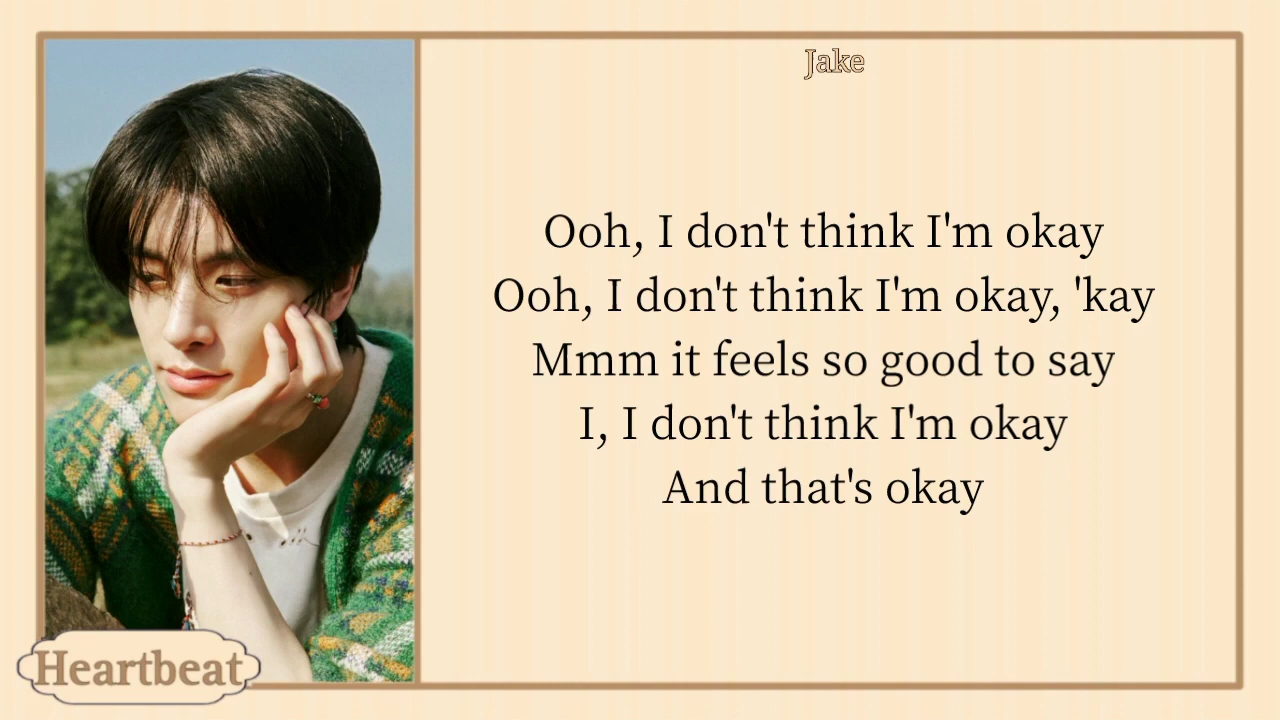 Jake
Ooh, I don't think I'm okay
Ooh, I don't think I'm okay, 'kay
Mmm it feels so good to say
I, I don't think I'm okay
And that's okay
Heartbeat